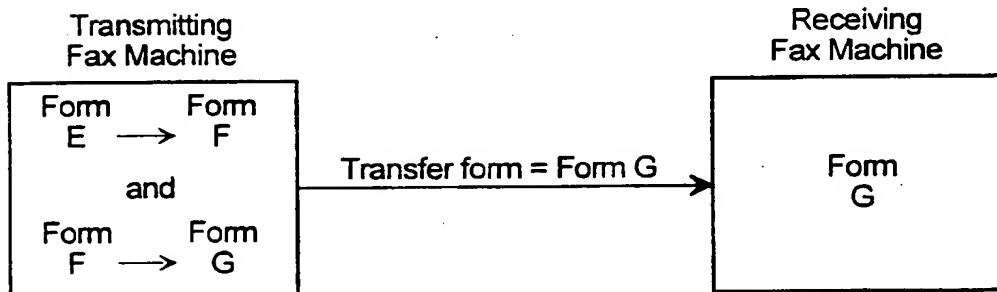 Transmitting
Fax Machine
Receiving
Fax Machine
Form Form
E → F
and
Form Form
F → G
Transfer form = Form G
Form
G